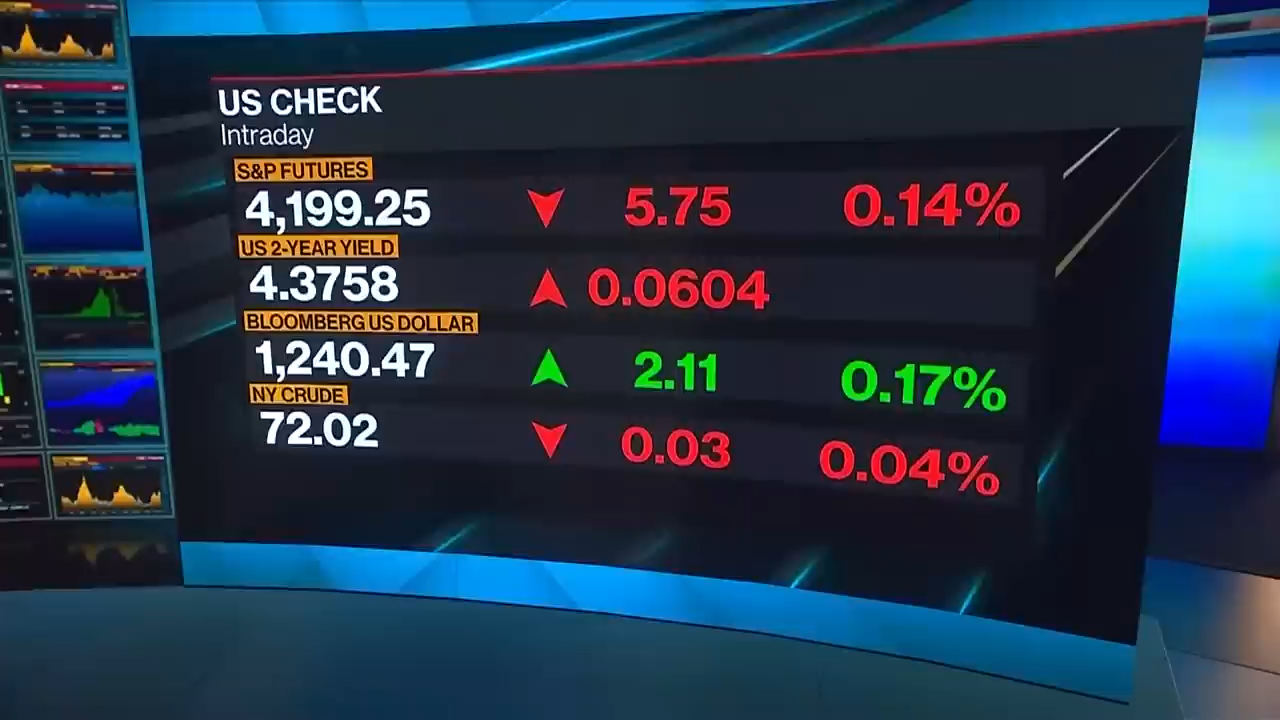 US CHECK
Intraday
S&P FUTURES
4,199.25 ▼ 5.75 0.14%
US 2-YEAR YIELD
4.3758 ▲ 0.0604
BLOOMBERG US DOLLAR
1,240.47 ▲ 2.11 0.17%
NY CRUDE
72.02 ▼ 0.03 0.04%